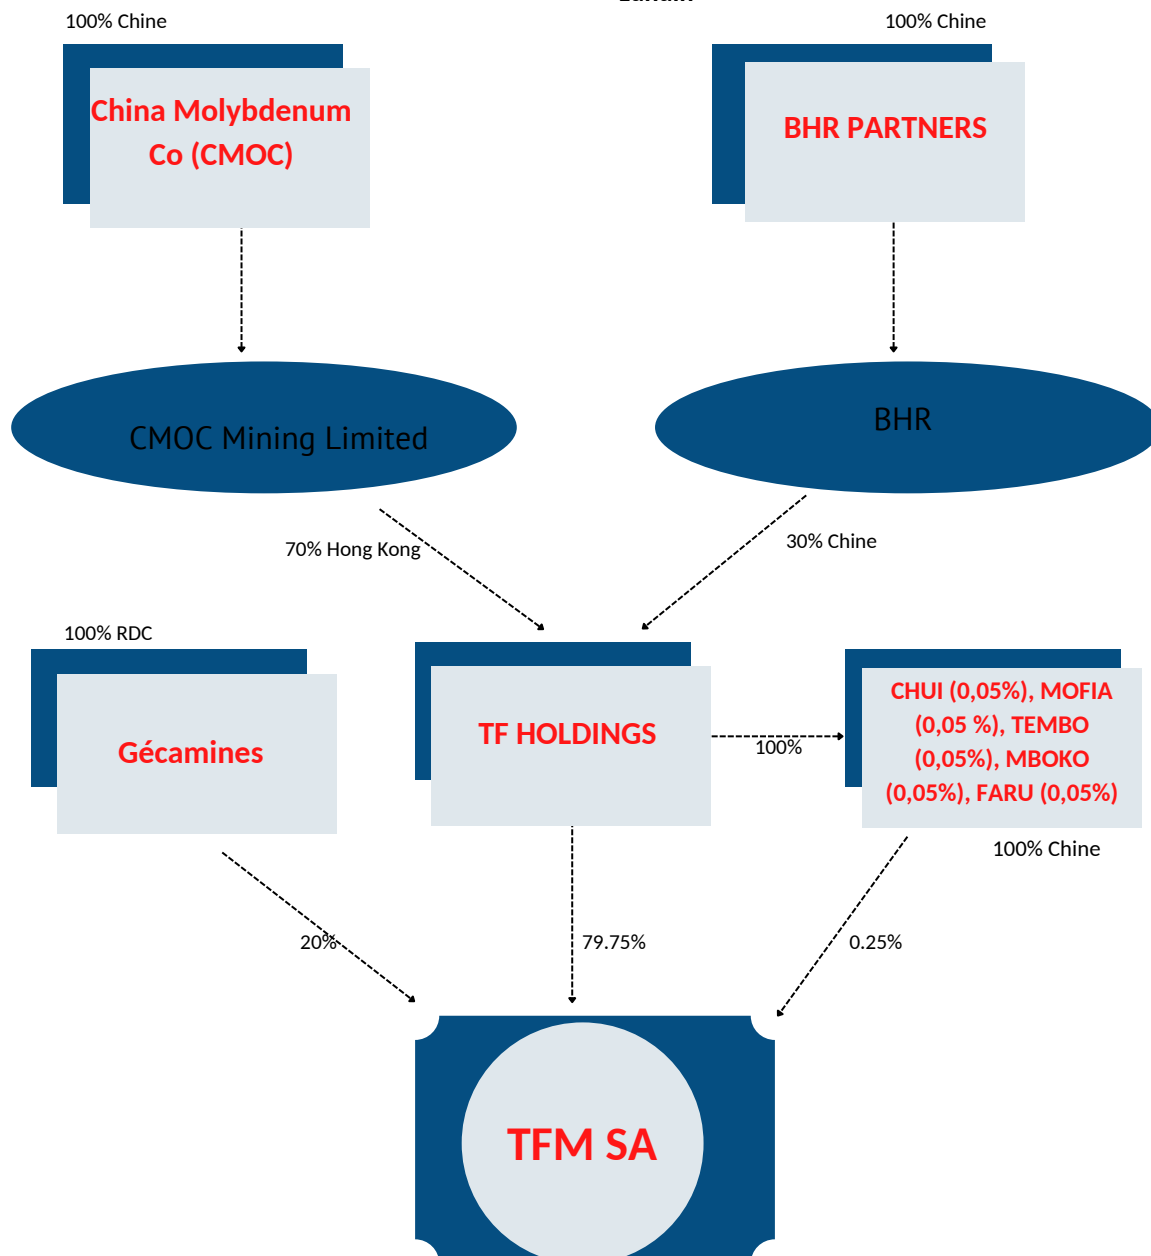 100% Chine
100% Chine
China Molybdenum
Co (CMOC)
BHR PARTNERS
CMOC Mining Limited
BHR
70% Hong Kong
30% Chine
100% RDC
Gécamines
TF HOLDINGS
100%
CHUI (0,05%), MOFIA
(0,05 %), TEMBO
(0,05%), MBOKO
(0,05%), FARU (0,05%)
100% Chine
20%
79.75%
0.25%
TFM SA